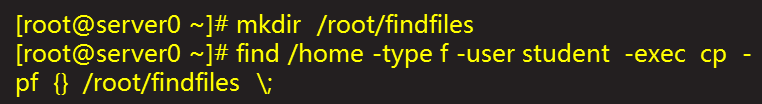 [root@server0 ~]# mkdir  /root/findfiles
[root@server0 ~]# find /home -type f -user student  -exec  cp  -
pf  {}  /root/findfiles  \;